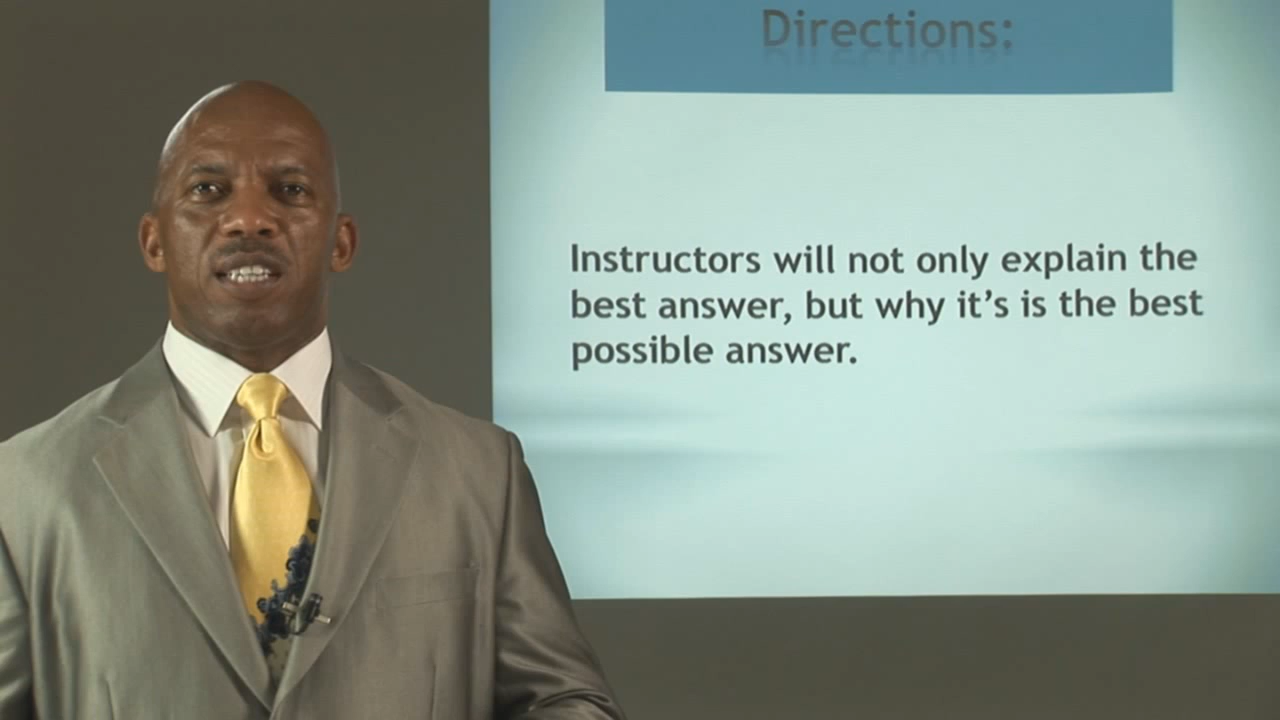 Directions:
Instructors will not only explain the
best answer, but why it’s is the best
possible answer.